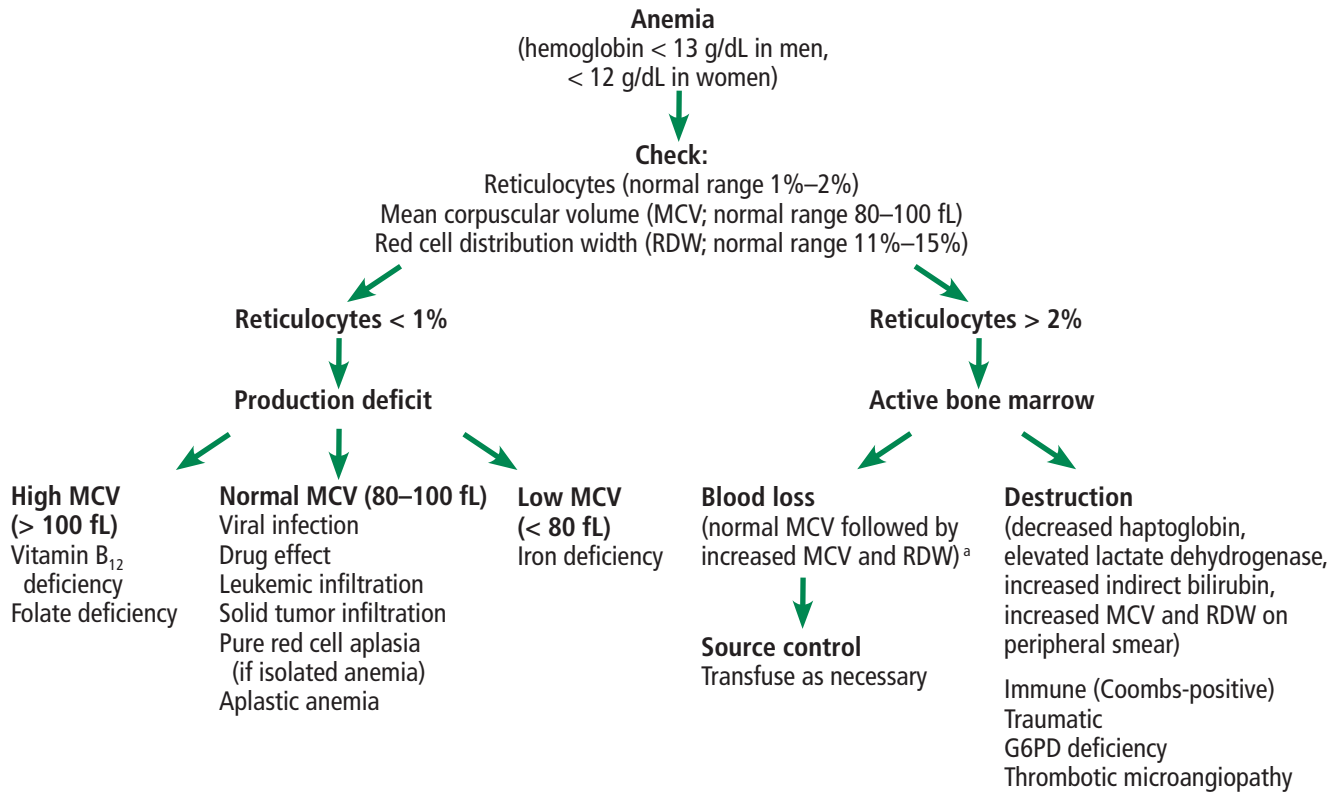 Anemia
(hemoglobin < 13 g/dL in men,
< 12 g/dL in women)
Check:
Reticulocytes (normal range 1%–2%)
Mean corpuscular volume (MCV; normal range 80–100 fL)
Red cell distribution width (RDW; normal range 11%–15%)
Reticulocytes < 1%
Production deficit
High MCV
(> 100 fL)
Vitamin B₁₂
deficiency
Folate deficiency
Normal MCV (80–100 fL)
Viral infection
Drug effect
Leukemic infiltration
Solid tumor infiltration
Pure red cell aplasia
(if isolated anemia)
Aplastic anemia
Low MCV
(< 80 fL)
Iron deficiency
Reticulocytes > 2%
Active bone marrow
Blood loss
(normal MCV followed by
increased MCV and RDW) ᵃ
Source control
Transfuse as necessary
Destruction
(decreased haptoglobin,
elevated lactate dehydrogenase,
increased indirect bilirubin,
increased MCV and RDW on
peripheral smear)
Immune (Coombs-positive)
Traumatic
G6PD deficiency
Thrombotic microangiopathy